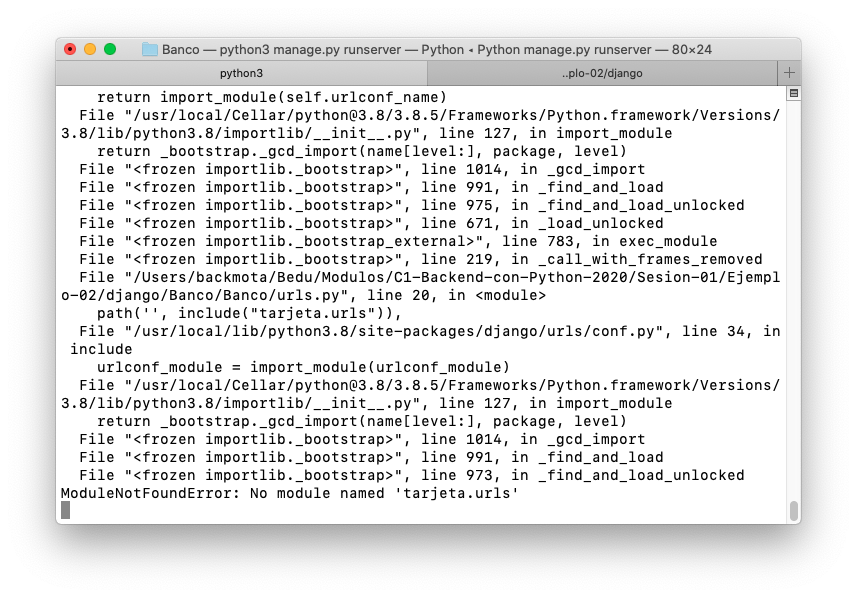 Banco — python3 manage.py runserver — Python ◂ Python manage.py runserver — 80×24
python3
..plo-02/django
+
    return import_module(self.urlconf_name)
  File "/usr/local/Cellar/python@3.8/3.8.5/Frameworks/Python.framework/Versions/
3.8/lib/python3.8/importlib/__init__.py", line 127, in import_module
    return _bootstrap._gcd_import(name[level:], package, level)
  File "<frozen importlib._bootstrap>", line 1014, in _gcd_import
  File "<frozen importlib._bootstrap>", line 991, in _find_and_load
  File "<frozen importlib._bootstrap>", line 975, in _find_and_load_unlocked
  File "<frozen importlib._bootstrap>", line 671, in _load_unlocked
  File "<frozen importlib._bootstrap_external>", line 783, in exec_module
  File "<frozen importlib._bootstrap>", line 219, in _call_with_frames_removed
  File "/Users/backmota/Bedu/Modulos/C1-Backend-con-Python-2020/Sesion-01/Ejempl
o-02/django/Banco/Banco/urls.py", line 20, in <module>
    path('', include("tarjeta.urls")),
  File "/usr/local/lib/python3.8/site-packages/django/urls/conf.py", line 34, in
 include
    urlconf_module = import_module(urlconf_module)
  File "/usr/local/Cellar/python@3.8/3.8.5/Frameworks/Python.framework/Versions/
3.8/lib/python3.8/importlib/__init__.py", line 127, in import_module
    return _bootstrap._gcd_import(name[level:], package, level)
  File "<frozen importlib._bootstrap>", line 1014, in _gcd_import
  File "<frozen importlib._bootstrap>", line 991, in _find_and_load
  File "<frozen importlib._bootstrap>", line 973, in _find_and_load_unlocked
ModuleNotFoundError: No module named 'tarjeta.urls'